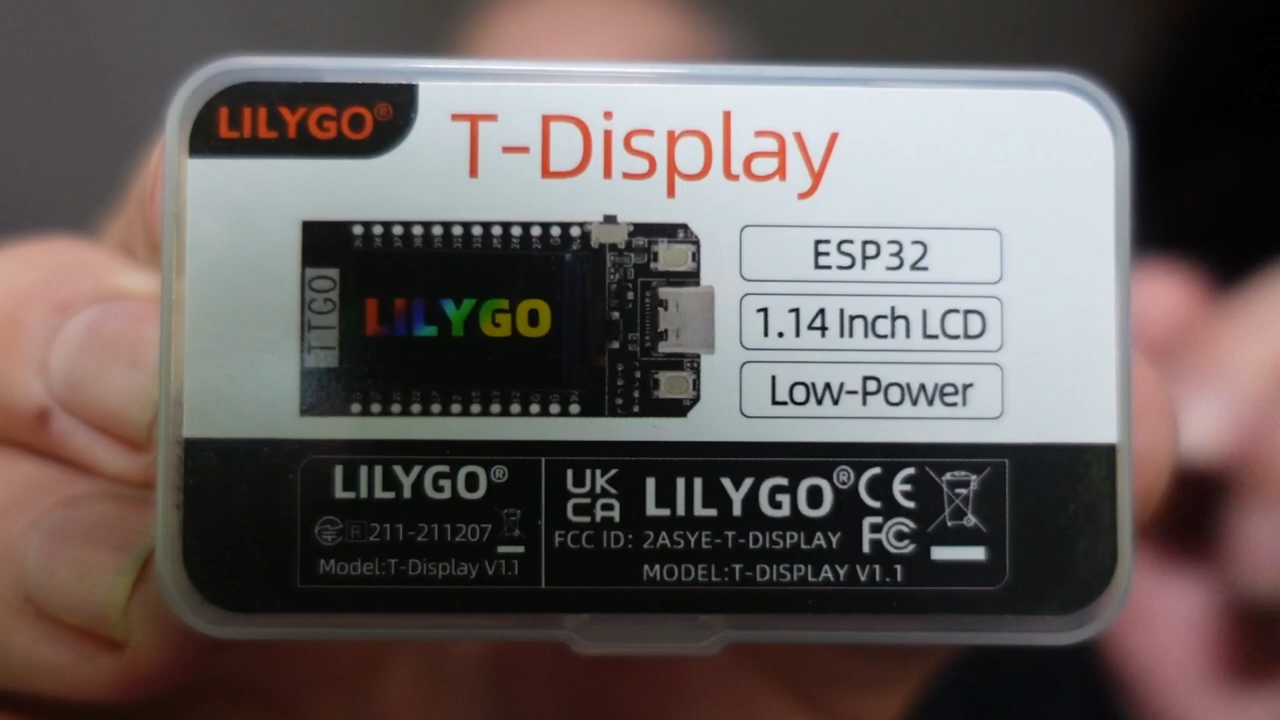 LILYGO®
T-Display
TTGO
LILYGO
ESP32
1.14 Inch LCD
Low-Power
LILYGO®
R 211-211207
Model:T-Display V1.1
UK
CA
LILYGO®
CE
FCC ID: 2ASYE-T-DISPLAY
FC
MODEL:T-DISPLAY V1.1